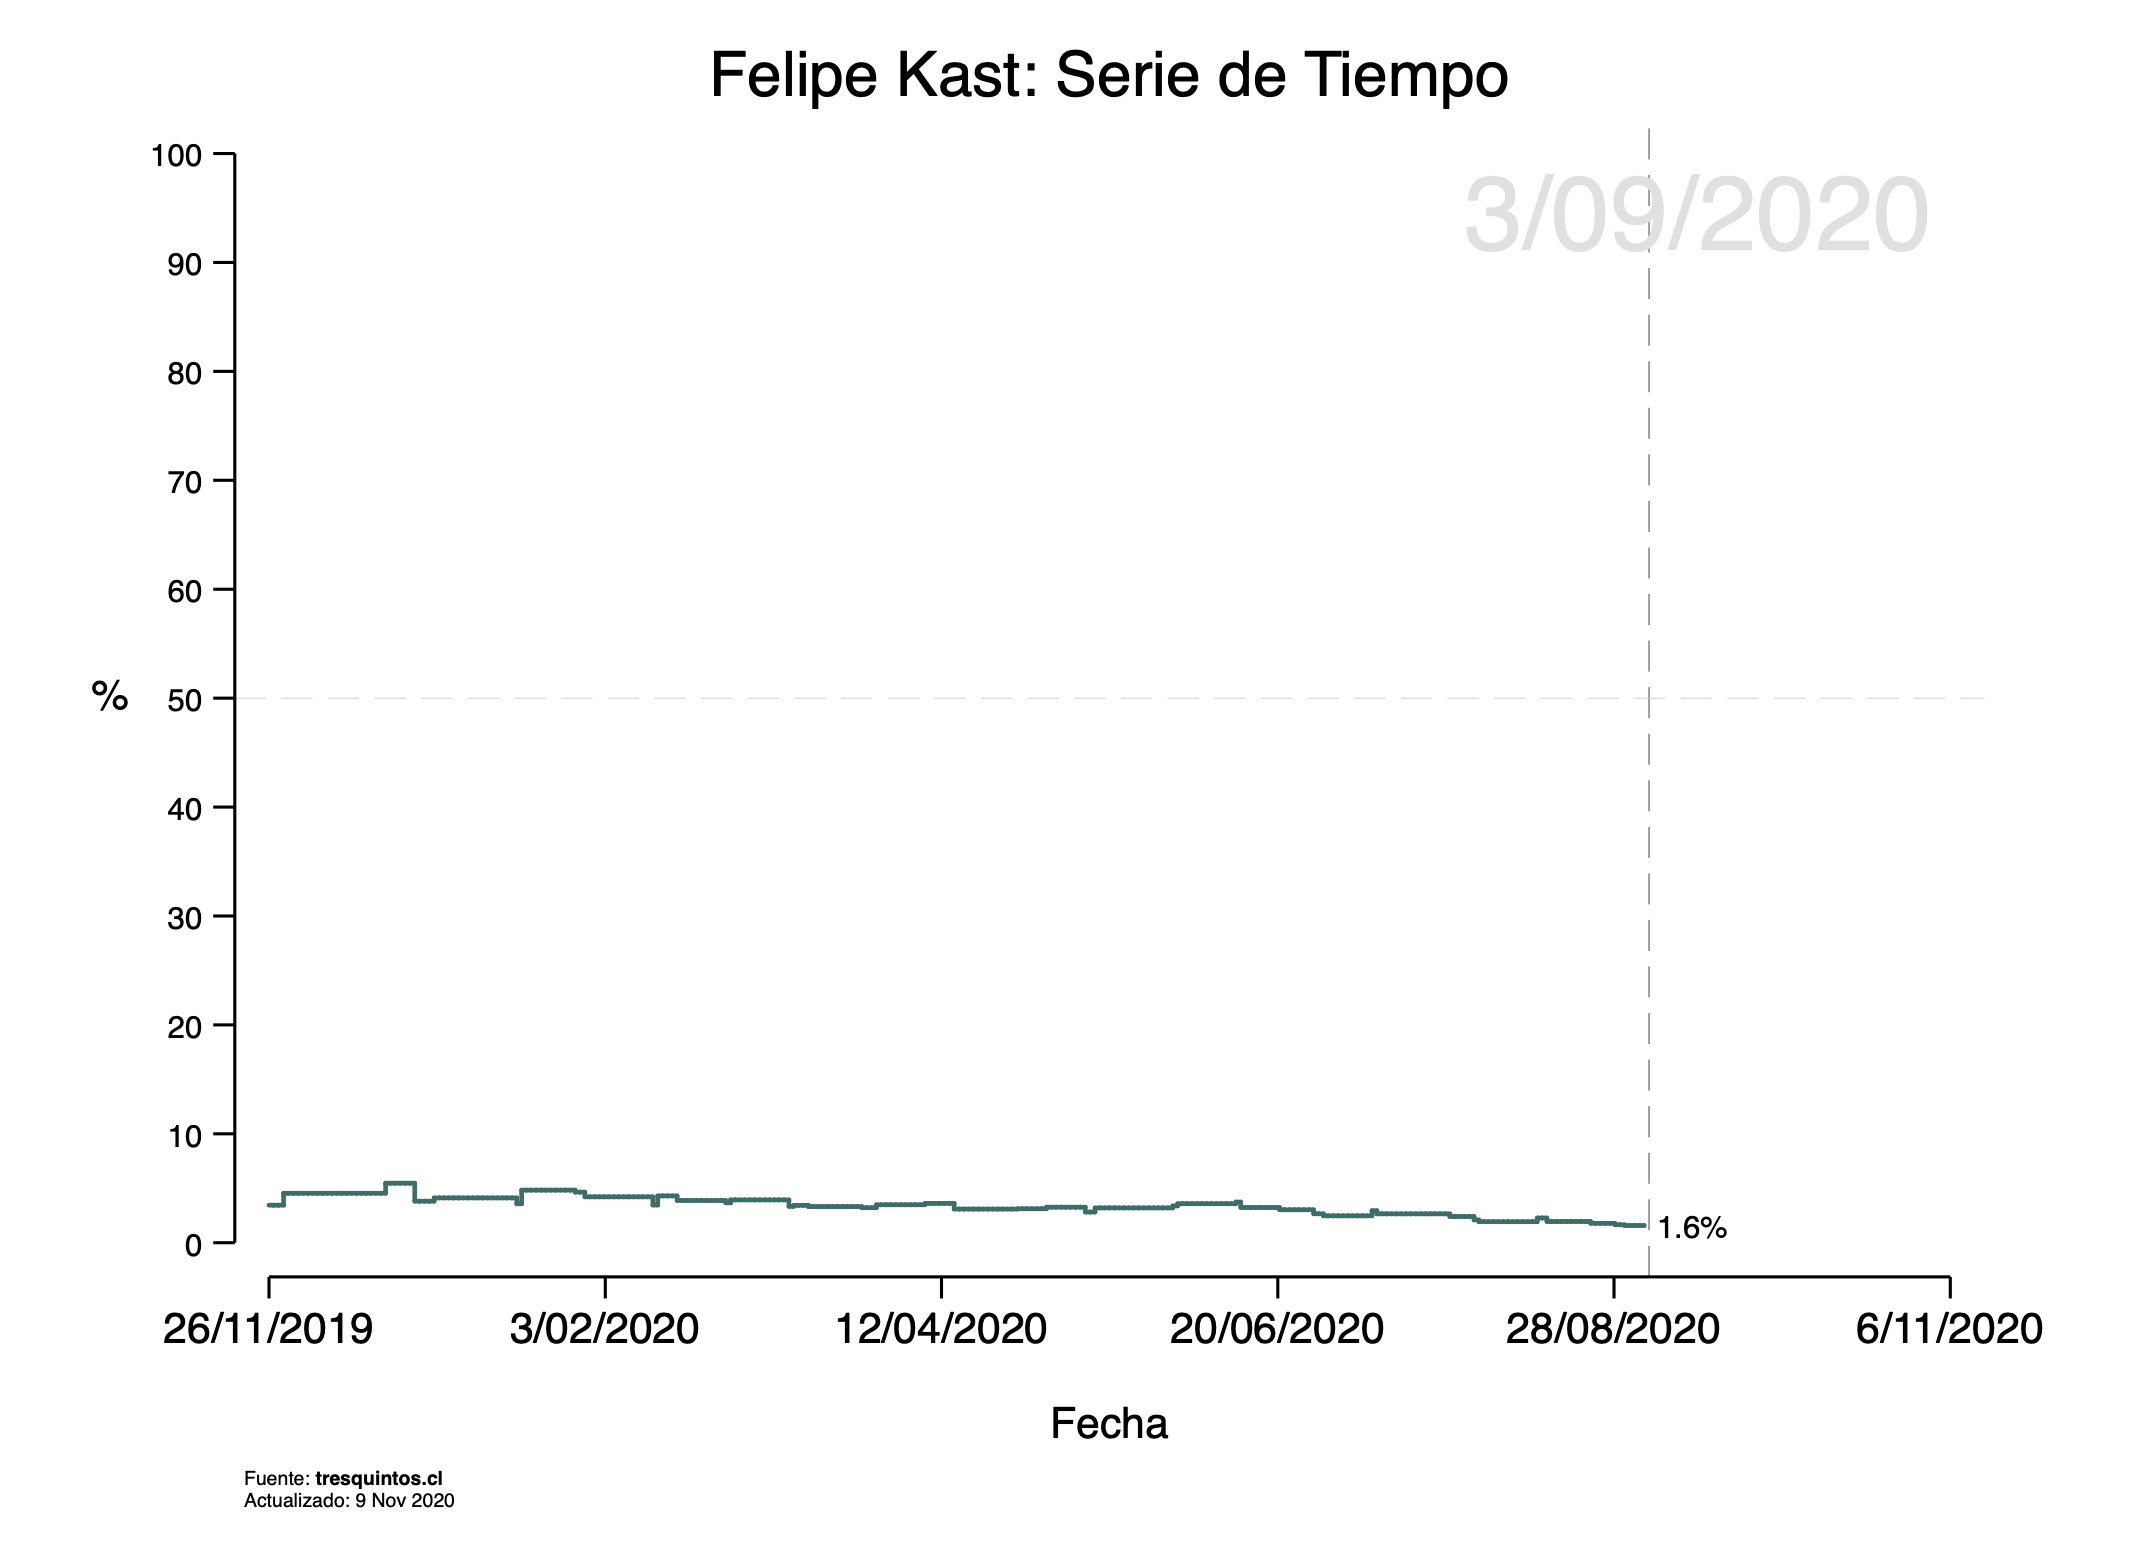 Felipe Kast: Serie de Tiempo
3/09/2020
100
90
80
70
60
50
40
30
20
10
0
%
1.6%
26/11/2019 3/02/2020 12/04/2020 20/06/2020 28/08/2020 6/11/2020
Fecha
Fuente: tresquintos.cl
Actualizado: 9 Nov 2020